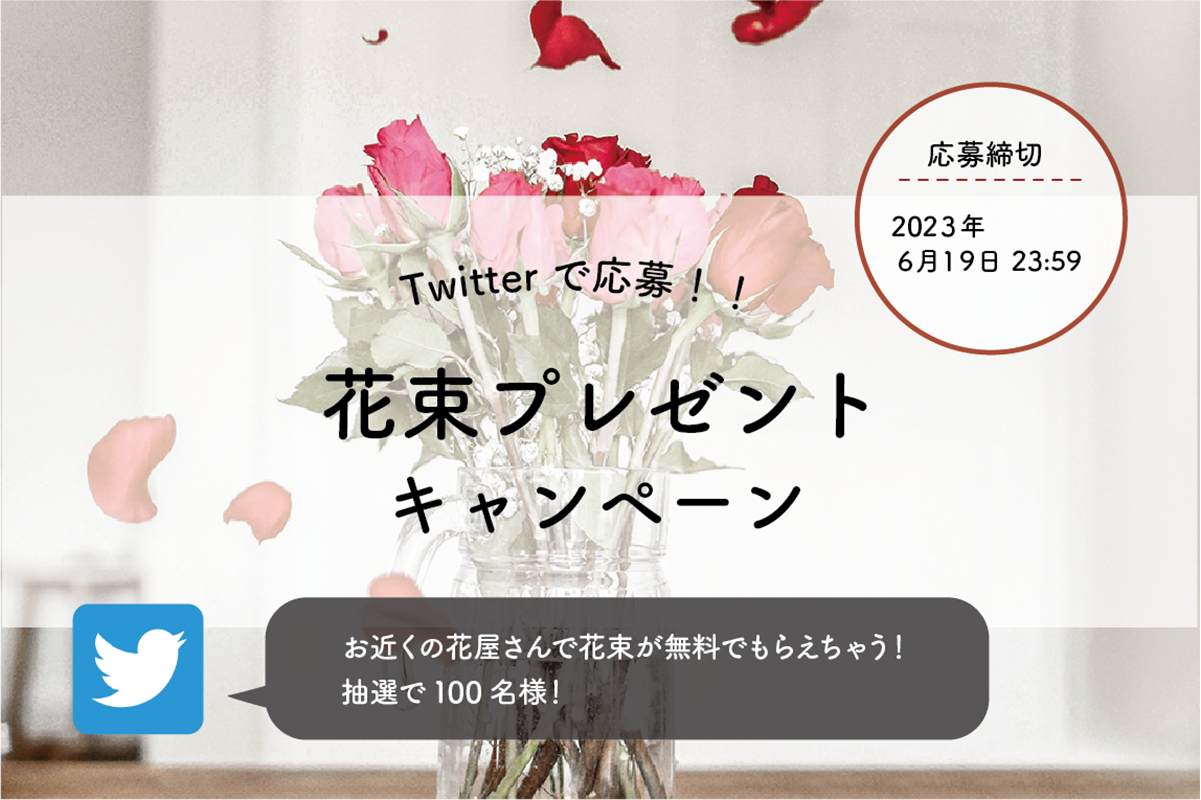 応募締切
2023年
6月19日 23:59
Twitterで応募！！
花束プレゼント
キャンペーン
お近くの花屋さんで花束が無料でもらえちゃう！
抽選で100名様！